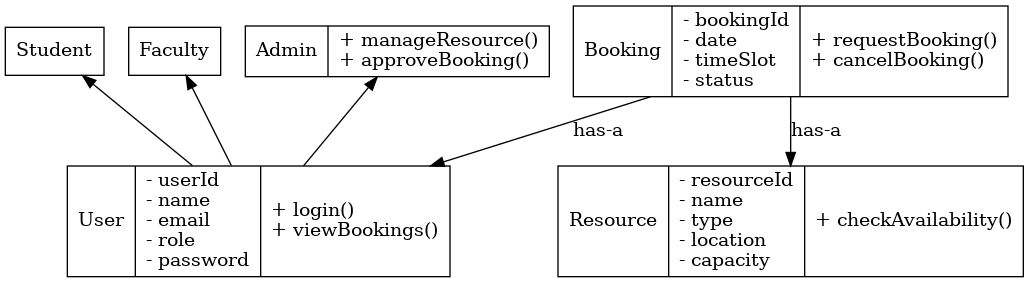 Student
Faculty
Admin
+ manageResource()
+ approveBooking()
Booking
- bookingId
- date
- timeSlot
- status
+ requestBooking()
+ cancelBooking()
has-a
has-a
User
- userId
- name
- email
- role
- password
+ login()
+ viewBookings()
Resource
- resourceId
- name
- type
- location
- capacity
+ checkAvailability()